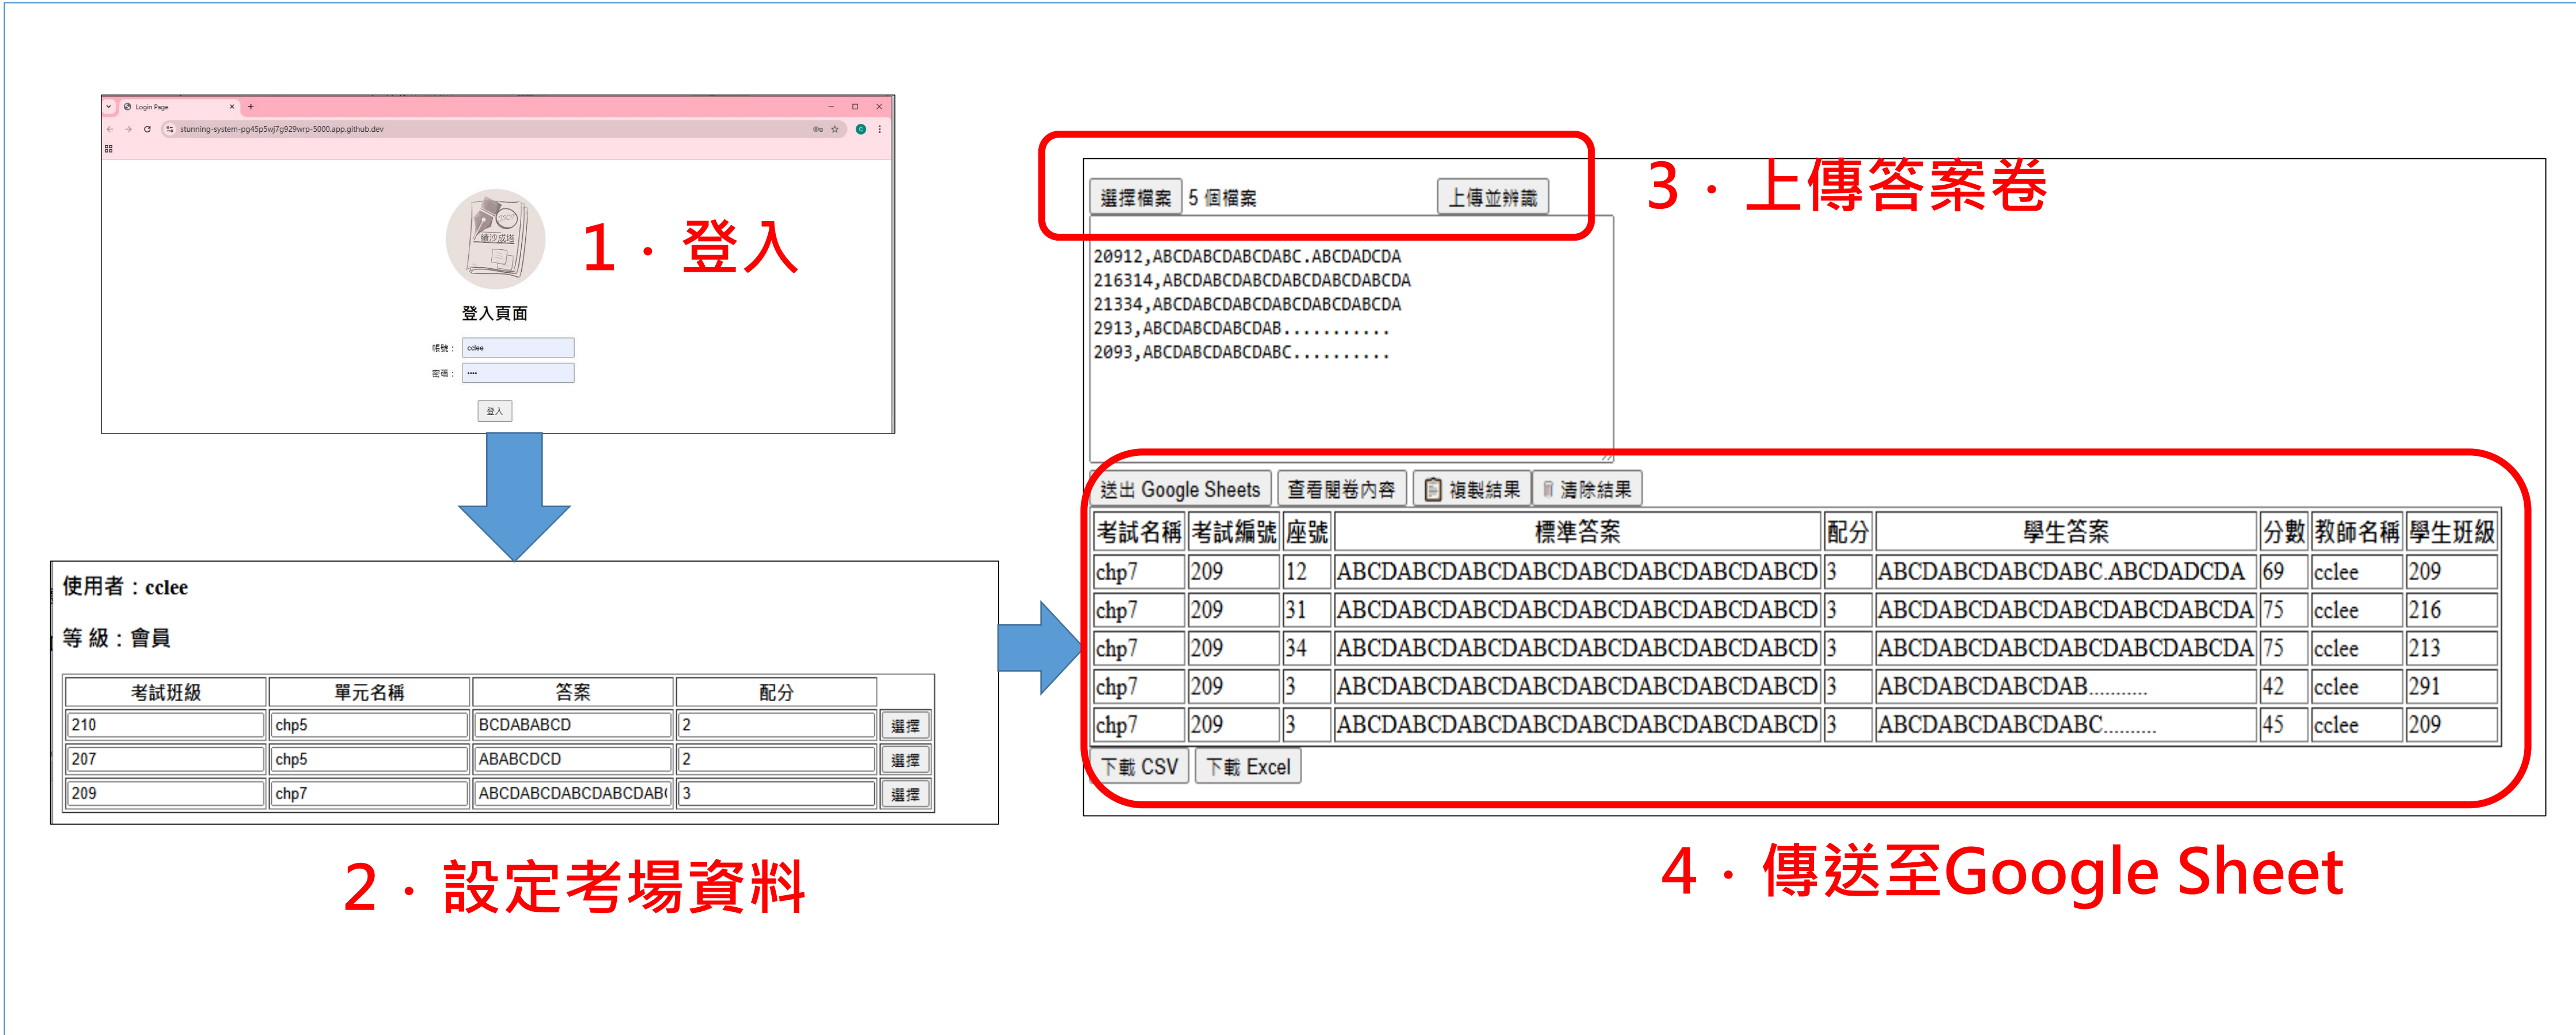 Login Page
stunning-system-pg45p5wj7g929wrp-5000.app.github.dev
積沙成塔
1．登入
登入頁面
帳號： cclee
密碼： ••••
登入
使用者：cclee
等 級：會員
考試班級 單元名稱 答案 配分
210 chp5 BCDABABCD 2 選擇
207 chp5 ABABCDCD 2 選擇
209 chp7 ABCDABCDABCDABCDAB 3 選擇
2．設定考場資料
選擇檔案 5 個檔案 上傳並辨識
3．上傳答案卷
20912,ABCDABCDABCDABC.ABCDADCDA
216314,ABCDABCDABCDABCDABCDABCDA
21334,ABCDABCDABCDABCDABCDABCDA
2913,ABCDABCDABCDAB...........
2093,ABCDABCDABCDABC..........
送出 Google Sheets 查看閱卷內容 複製結果 清除結果
考試名稱 考試編號 座號 標準答案 配分 學生答案 分數 教師名稱 學生班級
chp7 209 12 ABCDABCDABCDABCDABCDABCDABCDABCDABCD 3 ABCDABCDABCDABC.ABCDADCDA 69 cclee 209
chp7 209 31 ABCDABCDABCDABCDABCDABCDABCDABCDABCD 3 ABCDABCDABCDABCDABCDABCDA 75 cclee 216
chp7 209 34 ABCDABCDABCDABCDABCDABCDABCDABCDABCD 3 ABCDABCDABCDABCDABCDABCDA 75 cclee 213
chp7 209 3 ABCDABCDABCDABCDABCDABCDABCDABCDABCD 3 ABCDABCDABCDAB........... 42 cclee 291
chp7 209 3 ABCDABCDABCDABCDABCDABCDABCDABCDABCD 3 ABCDABCDABCDABC.......... 45 cclee 209
下載 CSV 下載 Excel
4．傳送至Google Sheet